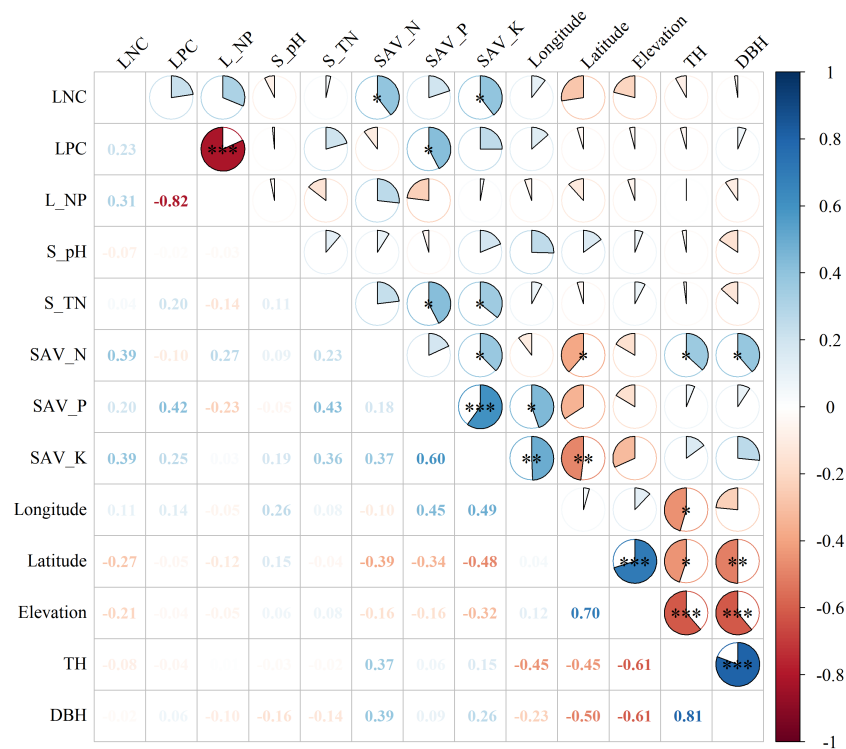 LNC LPC L_NP S_pH S_TN SAV_N SAV_P SAV_K Longitude Latitude Elevation TH DBH
LNC * *
LPC 0.23 *** *
L_NP 0.31 -0.82
S_pH -0.07
S_TN 0.04 0.20 -0.14 0.11 * *
SAV_N 0.39 -0.10 0.27 0.09 0.23 * * * *
SAV_P 0.20 0.42 -0.23 -0.05 0.43 0.18 *** *
SAV_K 0.39 0.25 0.19 0.36 0.37 0.60 ** **
Longitude 0.11 0.14 -0.05 0.26 0.08 -0.10 0.45 0.49 *
Latitude -0.27 -0.05 -0.12 0.15 -0.04 -0.39 -0.34 -0.48 0.04 *** * **
Elevation -0.21 -0.04 -0.05 0.06 0.08 -0.16 -0.16 -0.32 0.12 0.70 *** ***
TH -0.08 -0.04 0.37 0.06 0.15 -0.45 -0.45 -0.61 ***
DBH 0.06 -0.10 -0.16 -0.14 0.39 0.09 0.26 -0.23 -0.50 -0.61 0.81
1
0.8
0.6
0.4
0.2
0
-0.2
-0.4
-0.6
-0.8
-1